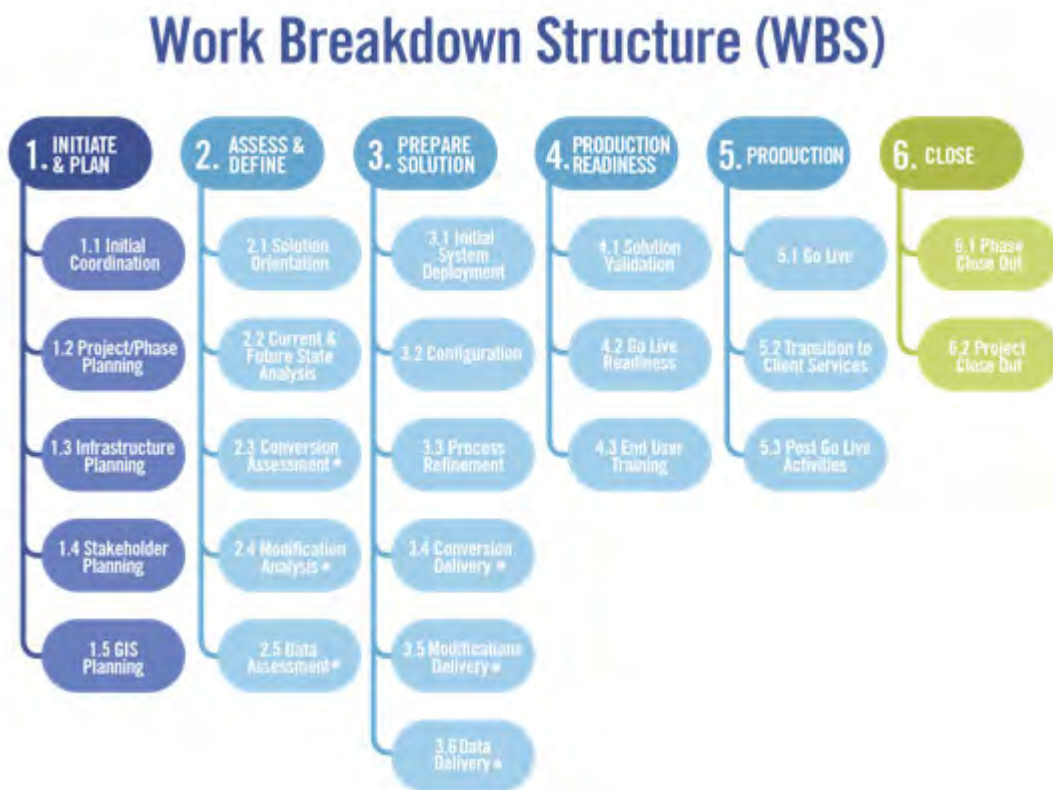 Work Breakdown Structure (WBS)
1. INITIATE
& PLAN
1.1 Initial
Coordination
1.2 Project/Phase
Planning
1.3 Infrastructure
Planning
1.4 Stakeholder
Planning
1.5 GIS
Planning
2. ASSESS &
DEFINE
2.1 Solution
Orientation
2.2 Current &
Future State
Analysis
2.3 Conversion
Assessment*
2.4 Modification
Analysis*
2.5 Data
Assessment*
3. PREPARE
SOLUTION
3.1 Initial
System
Deployment
3.2 Configuration
3.3 Process
Refinement
3.4 Conversion
Delivery*
3.5 Modifications
Delivery*
3.6 Data
Delivery*
4. PRODUCTION
READINESS
4.1 Solution
Validation
4.2 Go Live
Readiness
4.3 End User
Training
5. PRODUCTION
5.1 Go Live
5.2 Transition to
Client Services
5.3 Post Go Live
Activities
6. CLOSE
6.1 Phase
Close Out
6.2 Project
Close Out